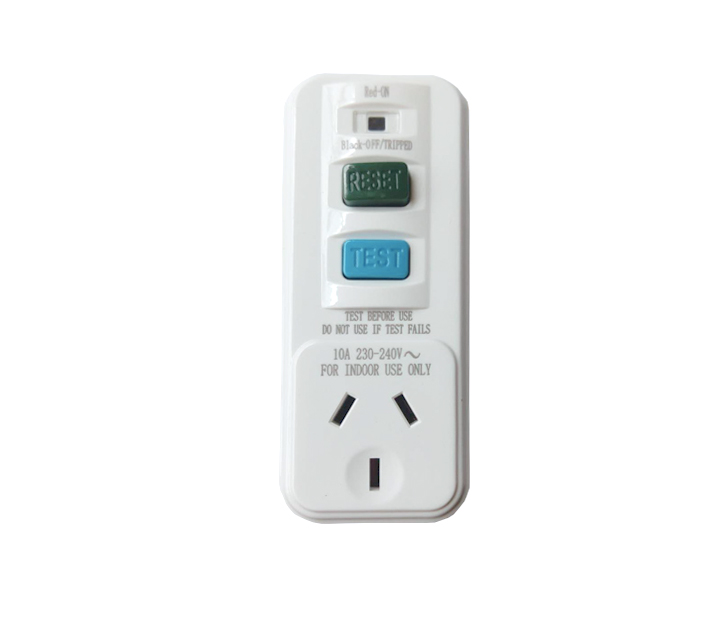 Red-ON
Black-OFF/TRIPPED
RESET
TEST
TEST BEFORE USE
DO NOT USE IF TEST FAILS
10A 230-240V～
FOR INDOOR USE ONLY